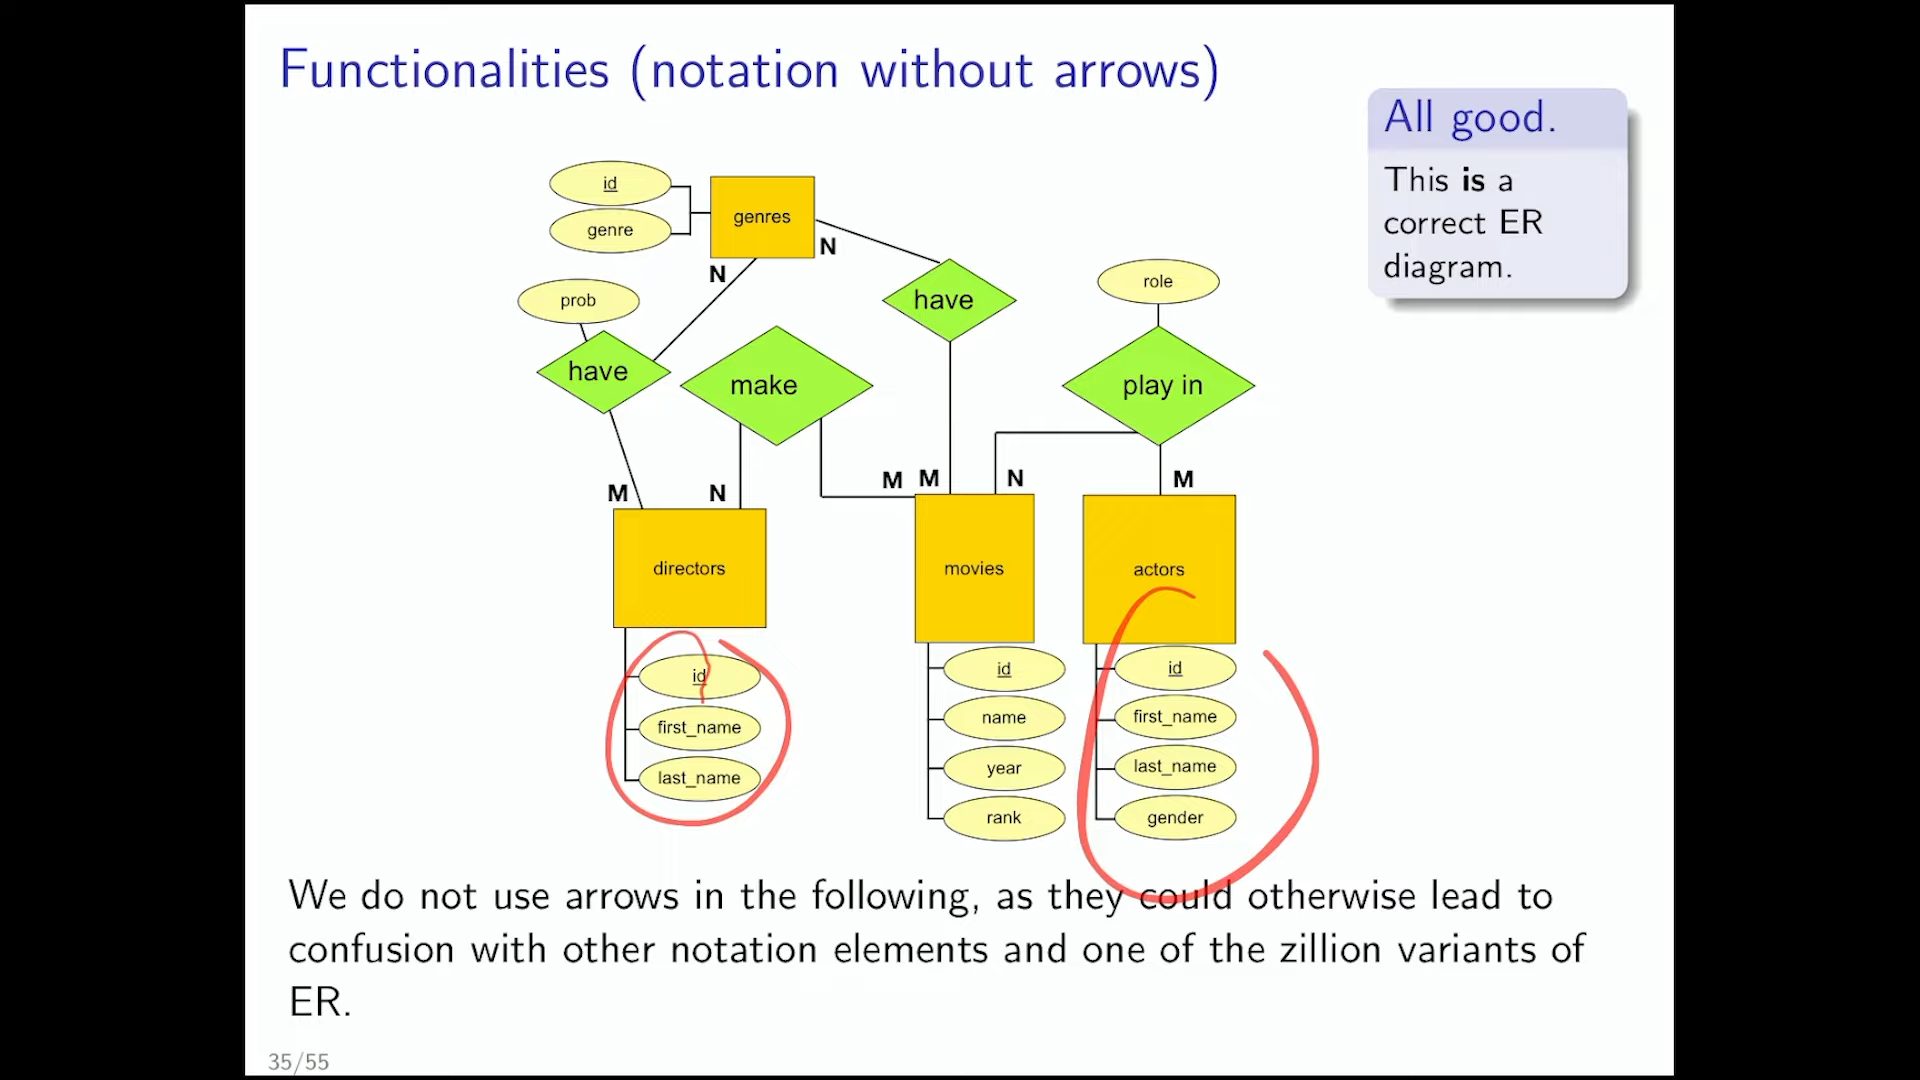 Functionalities (notation without arrows)
All good.
This is a
correct ER
diagram.
id
genre
genres
N
N
prob
have
make
have
role
play in
M
N
M
M
N
M
directors
movies
actors
id
first_name
last_name
id
name
year
rank
id
first_name
last_name
gender
We do not use arrows in the following, as they could otherwise lead to
confusion with other notation elements and one of the zillion variants of
ER.
35/55